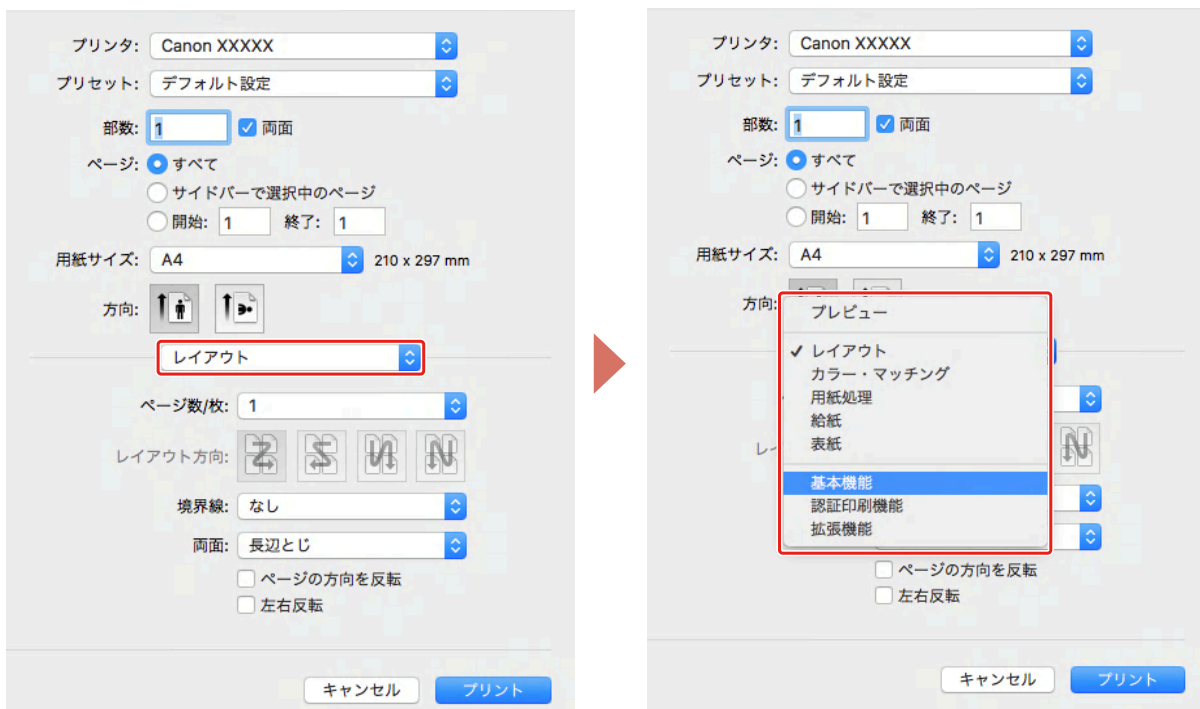 プリンタ: Canon XXXXX
プリセット: デフォルト設定
部数: 1 両面
ページ: すべて
サイドバーで選択中のページ
開始: 1 終了: 1
用紙サイズ: A4 210 x 297 mm
方向:
レイアウト
ページ数/枚: 1
レイアウト方向:
境界線: なし
両面: 長辺とじ
ページの方向を反転
左右反転
キャンセル プリント
プリンタ: Canon XXXXX
プリセット: デフォルト設定
部数: 1 両面
ページ: すべて
サイドバーで選択中のページ
開始: 1 終了: 1
用紙サイズ: A4 210 x 297 mm
方向:
プレビュー
レイアウト
カラー・マッチング
用紙処理
給紙
表紙
レ
基本機能
認証印刷機能
拡張機能
ページの方向を反転
左右反転
キャンセル プリント